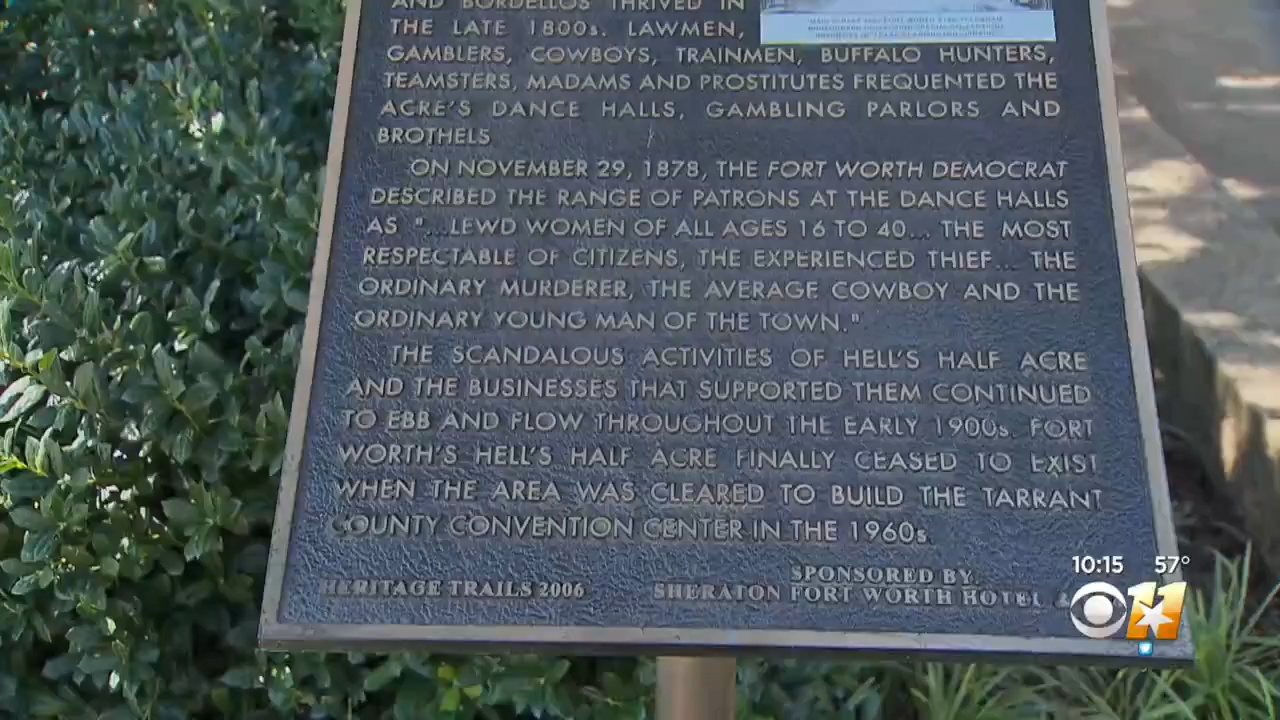 AND BORDELLOS THRIVED IN
THE LATE 1800s. LAWMEN,
GAMBLERS, COWBOYS, TRAINMEN, BUFFALO HUNTERS,
TEAMSTERS, MADAMS AND PROSTITUTES FREQUENTED THE
ACRE'S DANCE HALLS, GAMBLING PARLORS AND
BROTHELS
ON NOVEMBER 29, 1878, THE FORT WORTH DEMOCRAT
DESCRIBED THE RANGE OF PATRONS AT THE DANCE HALLS
AS "...LEWD WOMEN OF ALL AGES 16 TO 40... THE MOST
RESPECTABLE OF CITIZENS, THE EXPERIENCED THIEF... THE
ORDINARY MURDERER, THE AVERAGE COWBOY AND THE
ORDINARY YOUNG MAN OF THE TOWN."
THE SCANDALOUS ACTIVITIES OF HELL'S HALF ACRE
AND THE BUSINESSES THAT SUPPORTED THEM CONTINUED
TO EBB AND FLOW THROUGHOUT THE EARLY 1900s. FORT
WORTH'S HELL'S HALF ACRE FINALLY CEASED TO EXIST
WHEN THE AREA WAS CLEARED TO BUILD THE TARRANT
COUNTY CONVENTION CENTER IN THE 1960s.
HERITAGE TRAILS 2006
SPONSORED BY:
SHERATON FORT WORTH HOTEL &
10:15 57°
11